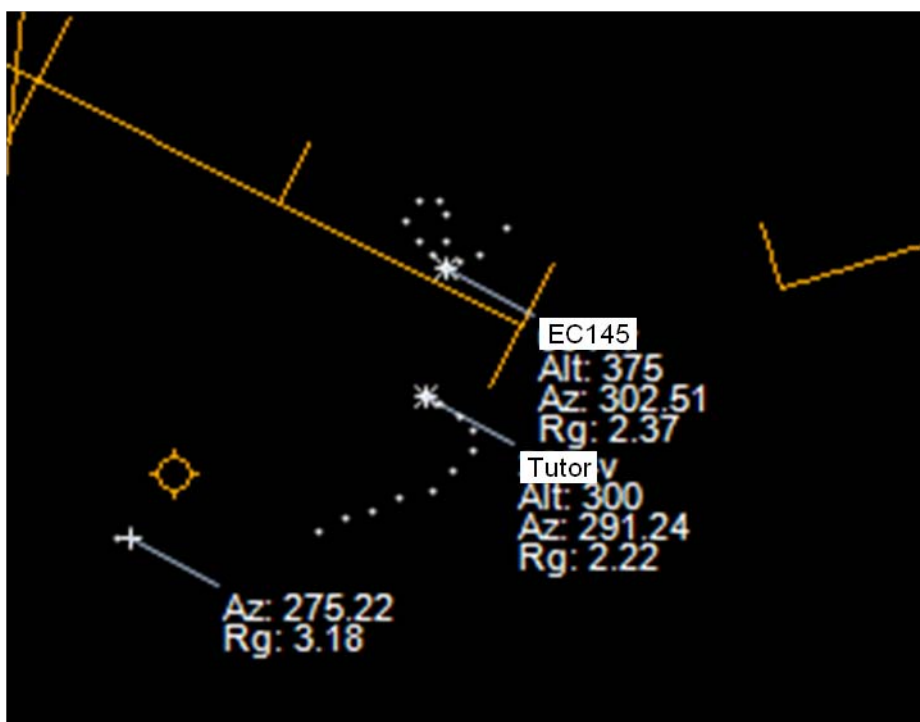 EC145
Alt: 375
Az: 302.51
Rg: 2.37
Tutor
Alt: 300
Az: 291.24
Rg: 2.22
Az: 275.22
Rg: 3.18